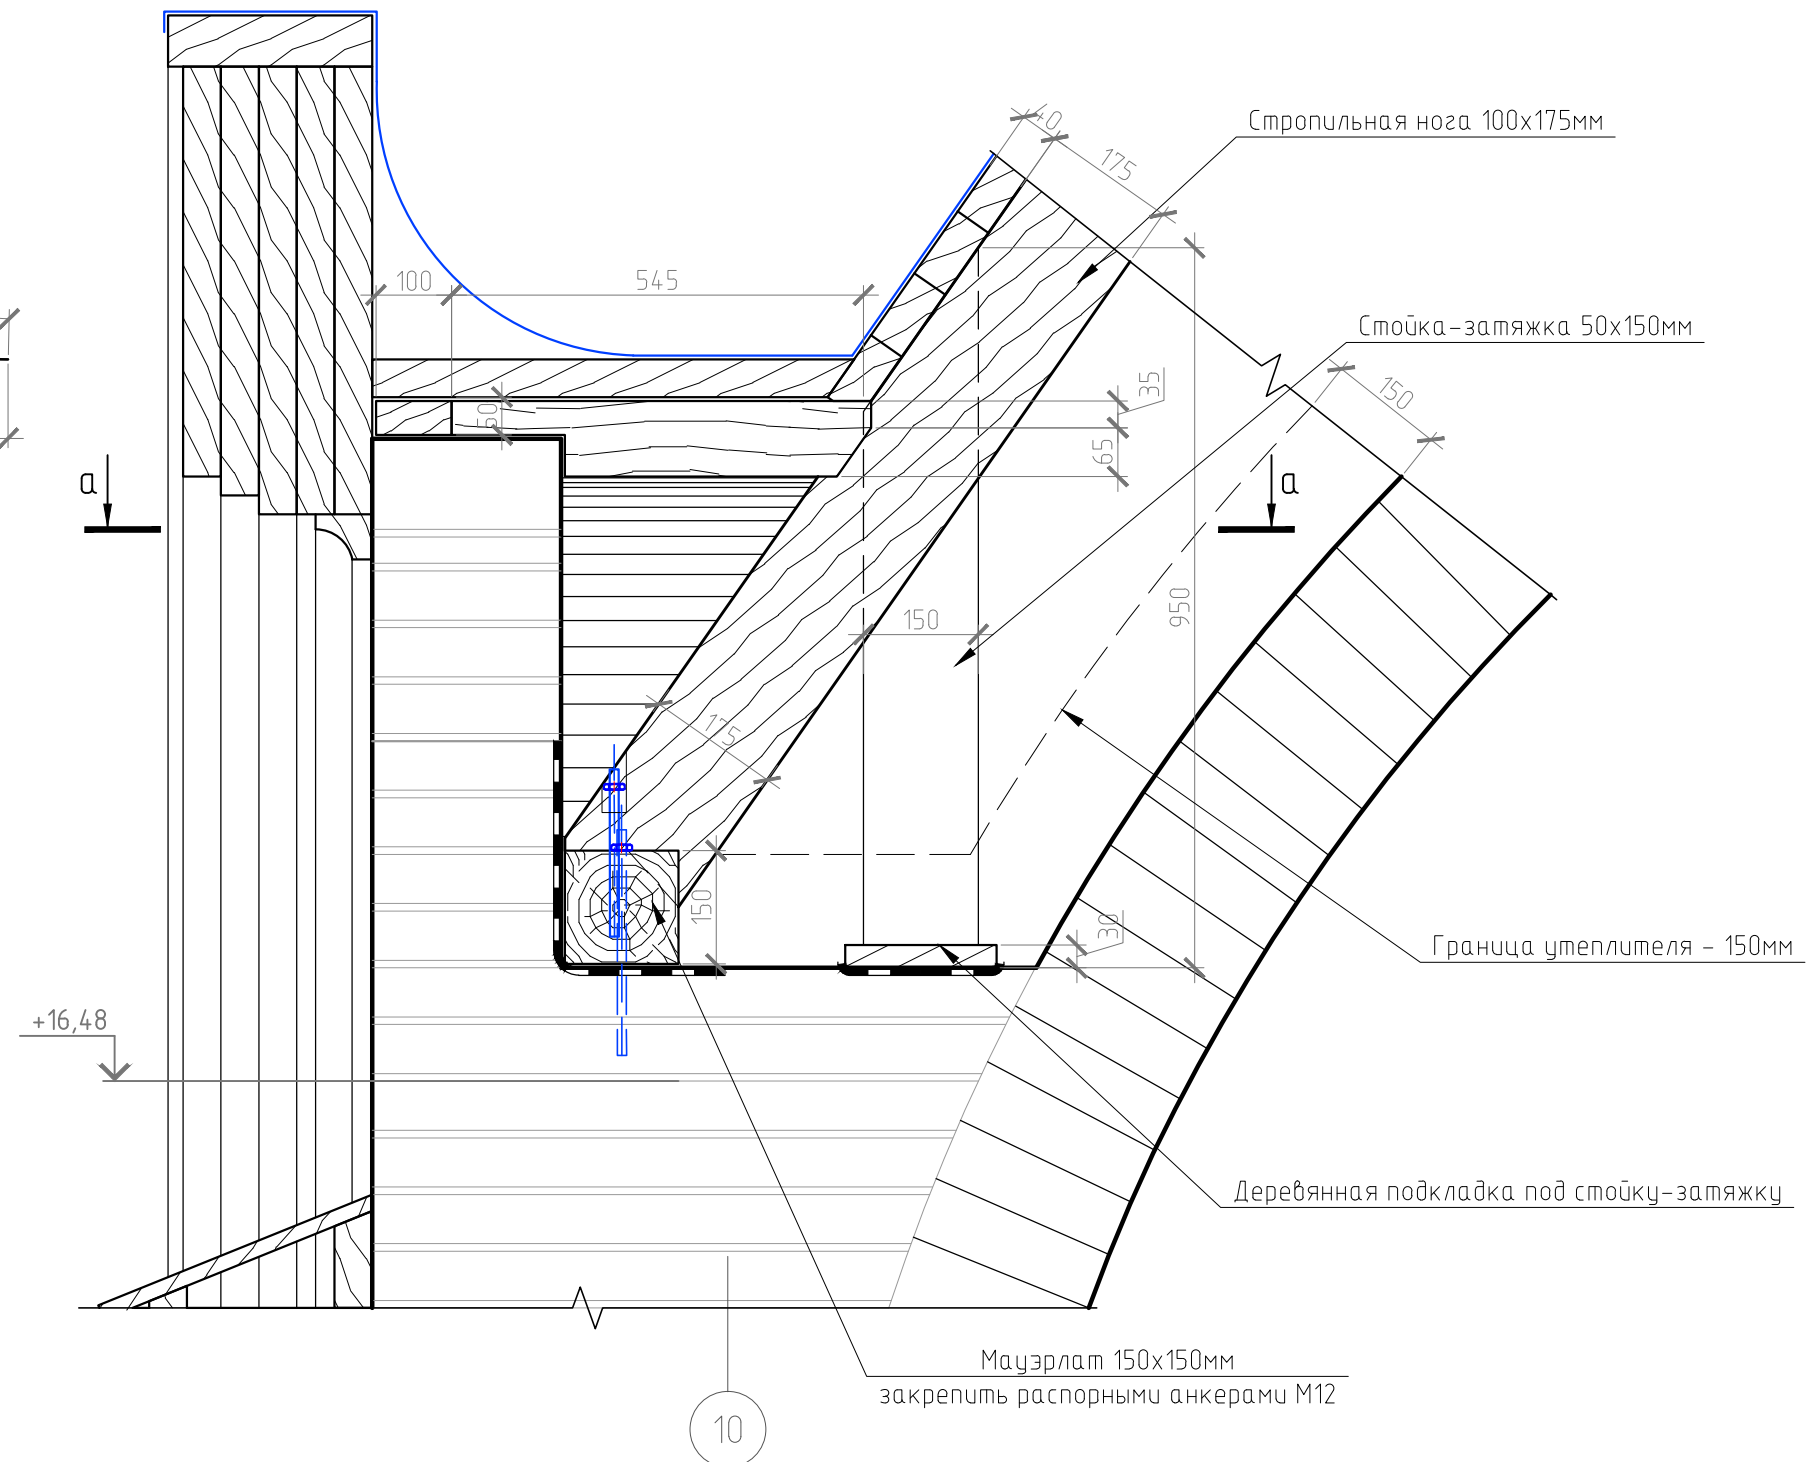 40
Стропильная нога 100х175мм
175
100
545
Стойка-затяжка 50х150мм
35
150
50
65
а
а
950
150
175
150
30
Граница утеплителя - 150мм
+16,48
Деревянная подкладка под стойку-затяжку
Мауэрлат 150х150мм
закрепить распорными анкерами М12
10